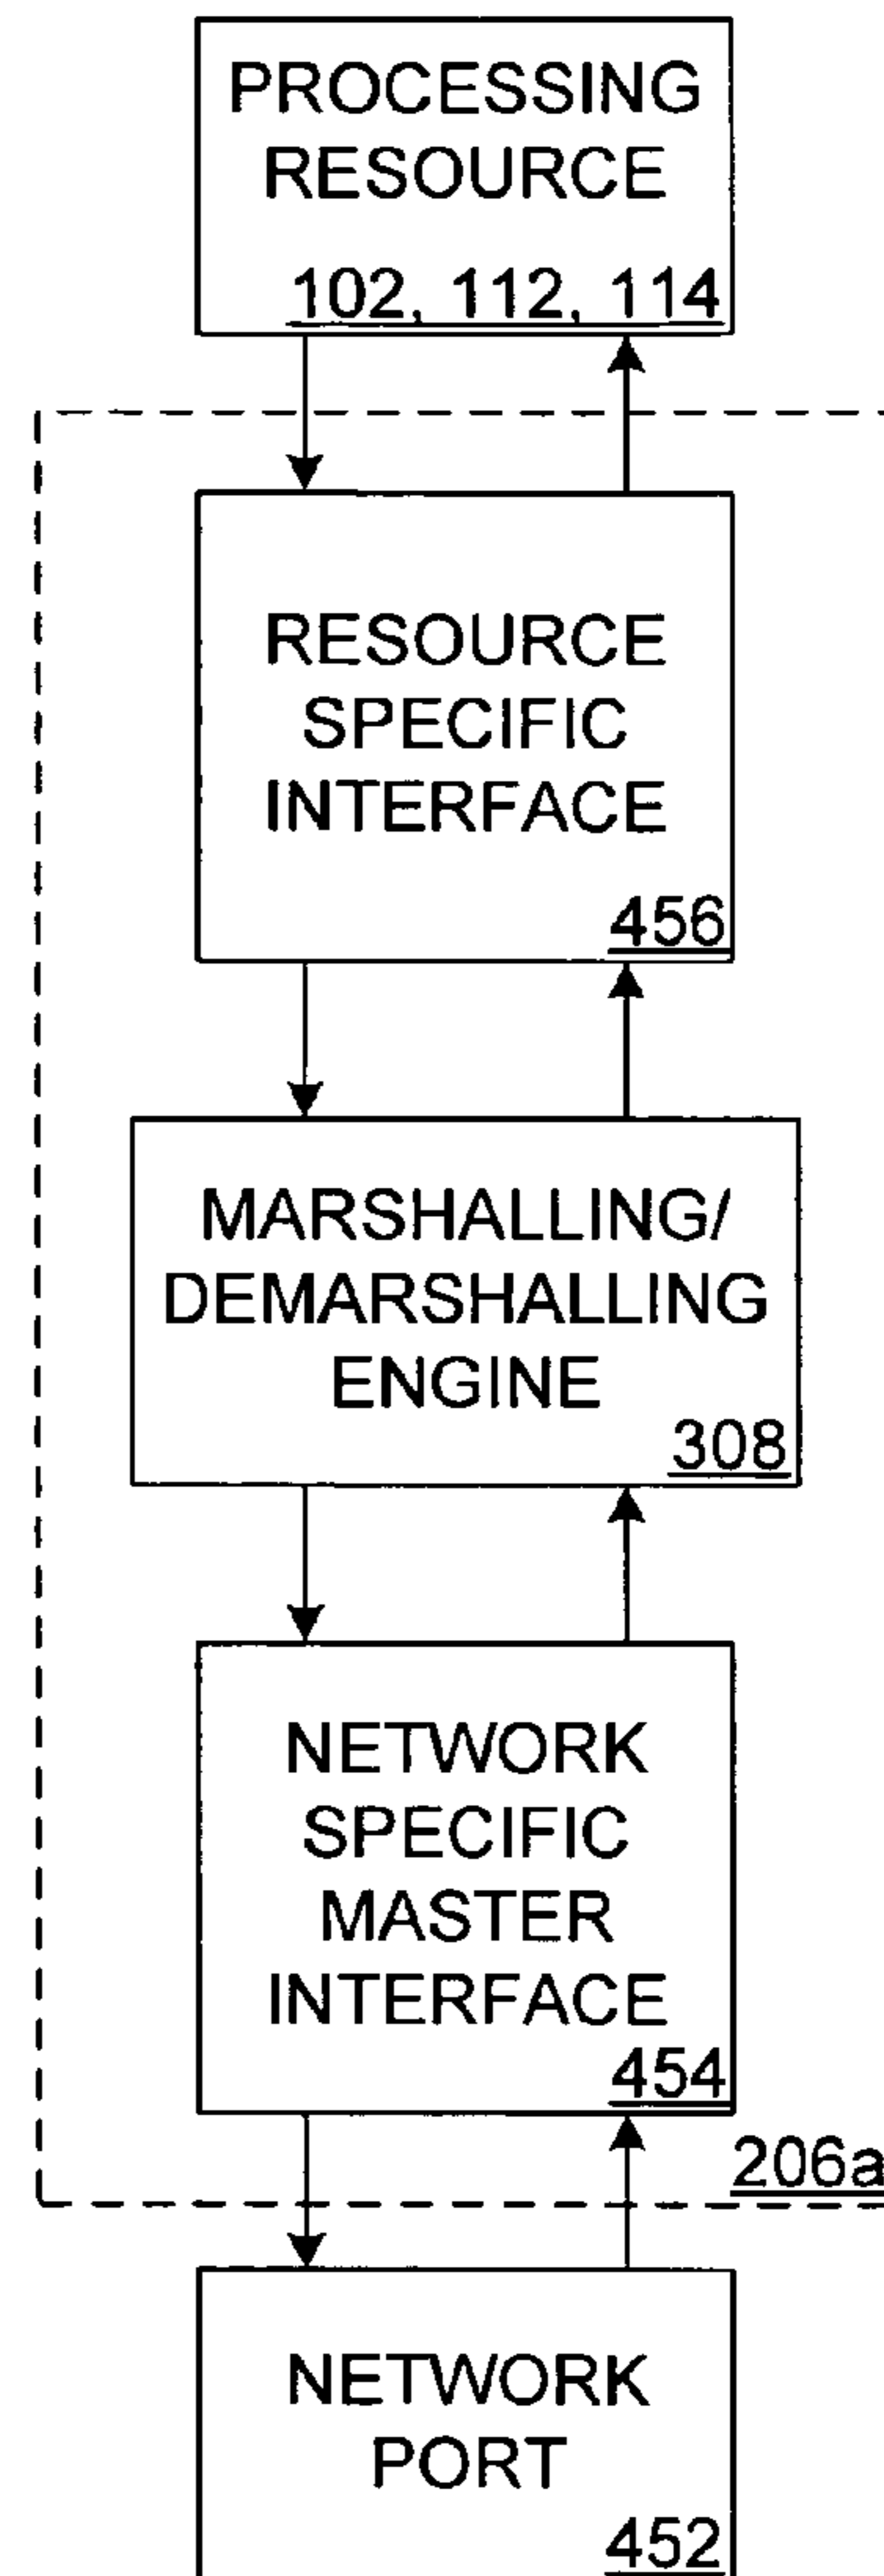 PROCESSING
RESOURCE
102, 112, 114
RESOURCE
SPECIFIC
INTERFACE
456
MARSHALLING/
DEMARSHALLING
ENGINE
308
NETWORK
SPECIFIC
MASTER
INTERFACE
454
206a
NETWORK
PORT
452